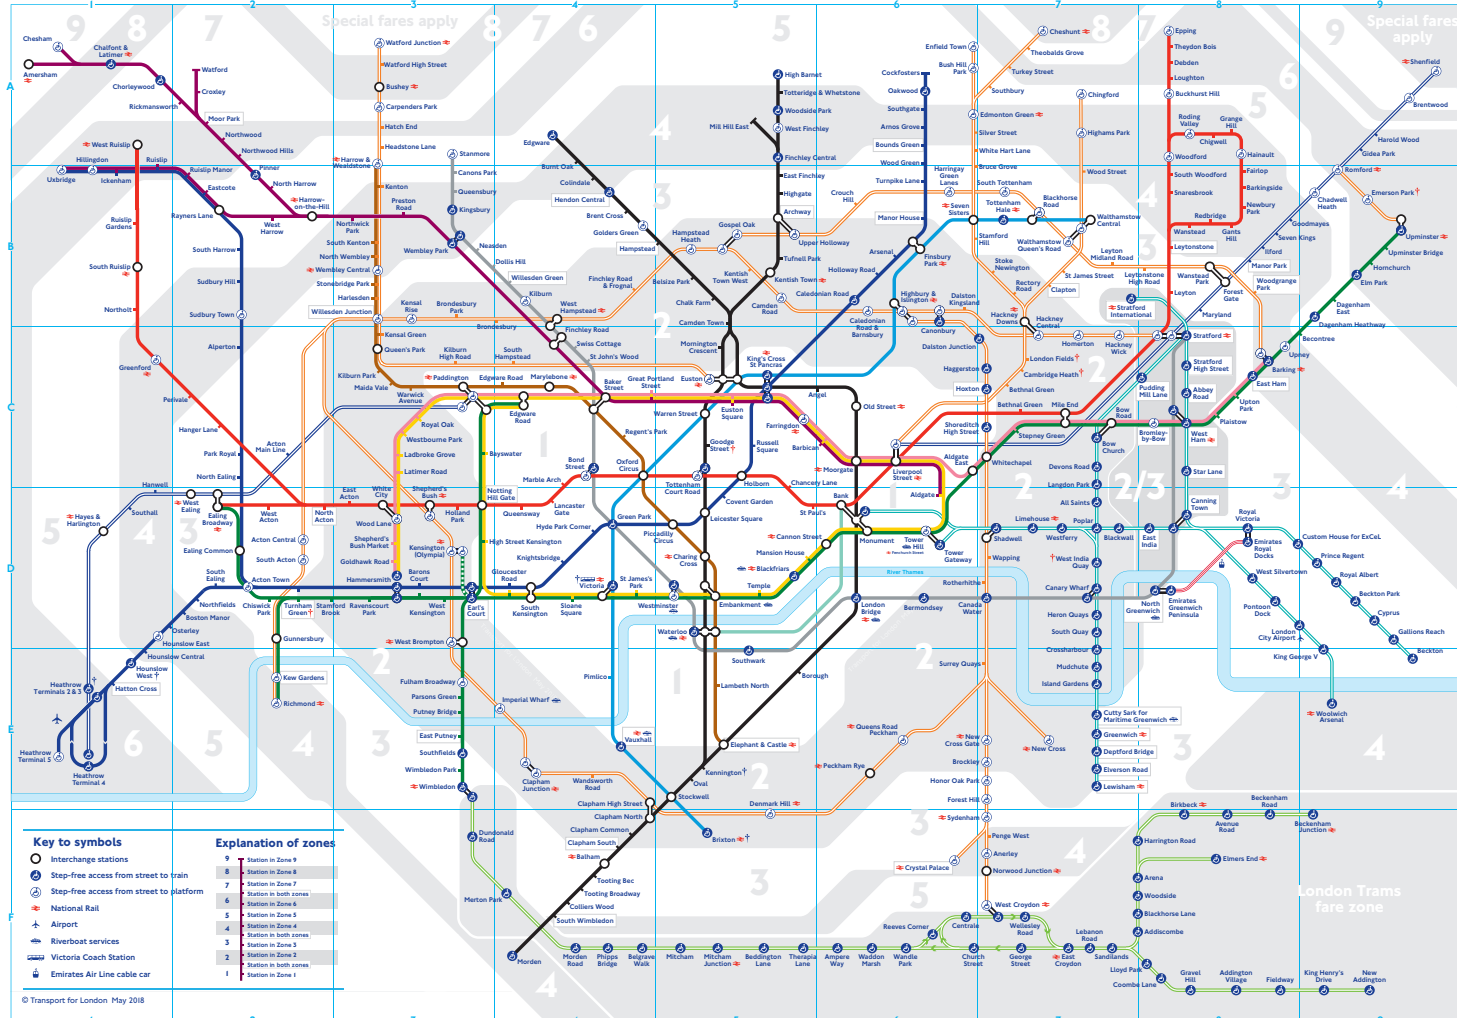 1 2 3 4 5 6 7 8 9
9 8 7 Special fares apply 8 7 6 5 8 7 9 Special fares
apply
Chesham
Chalfont &
Latimer
Amersham
Chorleywood
Rickmansworth
Watford
Croxley
Moor Park
Northwood
Northwood Hills
Pinner
North Harrow
Harrow-
on-the-Hill
Watford Junction
Watford High Street
Bushey
Carpenders Park
Hatch End
Headstone Lane
Harrow &
Wealdstone
Kenton
Preston
Road
Northwick
Park
South Kenton
North Wembley
Wembley Central
Stonebridge Park
Harlesden
Willesden Junction
Kensal Green
Queen's Park
Kilburn Park
Maida Vale
Warwick
Avenue
Paddington
Edgware Road
Marylebone
Baker
Street
Stanmore
Canons Park
Queensbury
Kingsbury
Wembley Park
Neasden
Dollis Hill
Willesden Green
Kilburn
West
Hampstead
Finchley Road
Swiss Cottage
St John's Wood
Edgware
Burnt Oak
Colindale
Hendon Central
Brent Cross
Golders Green
Hampstead
Belsize Park
Chalk Farm
Camden Town
Mornington
Crescent
Euston
Mill Hill East
High Barnet
Totteridge & Whetstone
Woodside Park
West Finchley
Finchley Central
East Finchley
Highgate
Archway
Upper Holloway
Tufnell Park
Kentish Town
Kentish
Town West
Gospel Oak
Hampstead
Heath
Finchley Road
& Frognal
Camden
Road
Caledonian Road
Caledonian
Road &
Barnsbury
Crouch
Hill
Cockfosters
Oakwood
Southgate
Arnos Grove
Bounds Green
Wood Green
Turnpike Lane
Manor House
Arsenal
Finsbury
Park
Holloway Road
Highbury &
Islington
Canonbury
Dalston
Kingsland
Dalston Junction
Harringay
Green
Lanes
Enfield Town
Bush Hill
Park
Cheshunt
Theobalds Grove
Turkey Street
Southbury
Edmonton Green
Silver Street
White Hart Lane
Bruce Grove
South Tottenham
Seven
Sisters
Tottenham
Hale
Blackhorse
Road
Stamford
Hill
Stoke
Newington
Rectory
Road
Walthamstow
Queen's Road
Walthamstow
Central
St James Street
Clapton
Chingford
Highams Park
Wood Street
Leyton
Midland Road
Leytonstone
High Road
Hackney
Downs
Hackney
Central
Homerton
Hackney
Wick
London Fields†
Cambridge Heath†
Bethnal Green
Epping
Theydon Bois
Debden
Loughton
Buckhurst Hill
Roding
Valley
Chigwell
Grange
Hill
Hainault
Fairlop
Barkingside
Newbury
Park
Gants
Hill
Redbridge
Wanstead
Woodford
South Woodford
Snaresbrook
Leytonstone
Leyton
Wanstead
Park
Forest
Gate
Woodgrange
Park
Manor Park
Maryland
Ilford
Seven Kings
Goodmayes
Chadwell
Heath
Romford
Gidea Park
Harold Wood
Brentwood
Shenfield
Emerson Park†
Upminster
Upminster Bridge
Hornchurch
Elm Park
Dagenham
East
Dagenham Heathway
Becontree
Upney
Barking
East Ham
Upton
Park
Plaistow
West
Ham
Stratford
International
Stratford
Stratford
High Street
Abbey
Road
Pudding
Mill Lane
Bow
Road
Bow
Church
Bromley-
by-Bow
Mile End
Bethnal Green
Stepney Green
Whitechapel
Aldgate
East
Aldgate
Haggerston
Hoxton
Shoreditch
High Street
Star Lane
Canning
Town
Devons Road
Langdon Park
All Saints
Poplar
Blackwall
East
India
Limehouse
Westferry
Shadwell
Wapping
Rotherhithe
†West India
Quay
Canary Wharf
Heron Quays
South Quay
Crossharbour
Mudchute
Island Gardens
Cutty Sark for
Maritime Greenwich
Greenwich
Deptford Bridge
Elverson Road
Lewisham
North
Greenwich
Emirates
Greenwich
Peninsula
Emirates
Royal
Docks
Royal
Victoria
Custom House for ExCeL
Prince Regent
Royal Albert
Beckton Park
Cyprus
Gallions Reach
Beckton
West Silvertown
Pontoon
Dock
London
City Airport
King George V
Woolwich
Arsenal
West Ruislip
Hillingdon
Uxbridge
Ickenham
Ruislip
Ruislip Manor
Eastcote
Rayners Lane
West
Harrow
Ruislip
Gardens
South Ruislip
Northolt
Greenford
Perivale
Hanger Lane
South Harrow
Sudbury Hill
Sudbury Town
Alperton
Park Royal
North Ealing
Ealing Common
Ealing
Broadway
West
Ealing
Hanwell
Southall
Hayes &
Harlington
Acton
Main Line
West
Acton
North
Acton
Acton Central
South Acton
Acton Town
South
Ealing
Northfields
Boston Manor
Osterley
Hounslow East
Hounslow Central
Hounslow
West †
Hatton Cross
Heathrow
Terminals 2 & 3
Heathrow
Terminal 5
Heathrow
Terminal 4
Chiswick
Park
Turnham
Green†
Stamford
Brook
Ravenscourt
Park
West
Kensington
Gunnersbury
Kew Gardens
Richmond
East
Acton
White
City
Shepherd's
Bush
Holland
Park
Notting
Hill Gate
Queensway
Lancaster
Gate
Marble Arch
Bond
Street
Oxford
Circus
Tottenham
Court Road
Holborn
Chancery Lane
St Paul's
Bank
Wood Lane
Shepherd's
Bush Market
Goldhawk Road
Hammersmith
Barons
Court
Kensington
(Olympia)
Royal Oak
Westbourne Park
Ladbroke Grove
Latimer Road
Bayswater
High Street Kensington
Edgware
Road
Earl's
Court
Gloucester
Road
South
Kensington
Sloane
Square
Knightsbridge
Hyde Park Corner
Green Park
Piccadilly
Circus
Leicester Square
Covent Garden
Charing
Cross
Embankment
Westminster
St James's
Park
Victoria
Pimlico
Vauxhall
Temple
Blackfriars
Mansion House
Cannon Street
Monument
Tower
Hill
Fenchurch Street
Tower
Gateway
Regent's Park
Great Portland
Street
Warren Street
Euston
Square
Goodge
Street†
Russell
Square
King's Cross
St Pancras
Angel
Old Street
Farringdon
Barbican
Moorgate
Liverpool
Street
Kensal
Rise
Brondesbury
Park
Brondesbury
Kilburn
High Road
South
Hampstead
River Thames
London
Bridge
Bermondsey
Canada
Water
Waterloo
Southwark
Lambeth North
Borough
Elephant & Castle
Kennington†
Oval
Stockwell
Brixton†
Clapham High Street
Clapham North
Clapham Common
Clapham South
Balham
Tooting Bec
Tooting Broadway
Colliers Wood
South Wimbledon
Morden
West Brompton
Fulham Broadway
Parsons Green
Putney Bridge
East Putney
Southfields
Wimbledon Park
Wimbledon
Dundonald
Road
Merton Park
Imperial Wharf
Clapham
Junction
Wandsworth
Road
Denmark Hill
Peckham Rye
Queens Road
Peckham
Surrey Quays
New
Cross Gate
New Cross
Brockley
Honor Oak Park
Forest Hill
Sydenham
Penge West
Anerley
Norwood Junction
Crystal Palace
West Croydon
Morden
Road
Phipps
Bridge
Belgrave
Walk
Mitcham
Mitcham
Junction
Beddington
Lane
Therapia
Lane
Ampere
Way
Waddon
Marsh
Wandle
Park
Reeves Corner
Centrale
Wellesley
Road
Church
Street
George
Street
East
Croydon
Lebanon
Road
Sandilands
Lloyd Park
Coombe Lane
Gravel
Hill
Addington
Village
Fieldway
King Henry's
Drive
New
Addington
Birkbeck
Avenue
Road
Beckenham
Road
Beckenham
Junction
Harrington Road
Elmers End
Arena
Woodside
Blackhorse Lane
Addiscombe
London Trams
fare zone
A
B
C
D
E
F
Key to symbols
Interchange stations
Step-free access from street to train
Step-free access from street to platform
National Rail
Airport
Riverboat services
Victoria Coach Station
Emirates Air Line cable car
Explanation of zones
9 Station in Zone 9
8 Station in Zone 8
7 Station in Zone 7
Station in both zones
6 Station in Zone 6
5 Station in Zone 5
4 Station in Zone 4
Station in both zones
3 Station in Zone 3
2 Station in Zone 2
Station in both zones
1 Station in Zone 1
© Transport for London May 2018